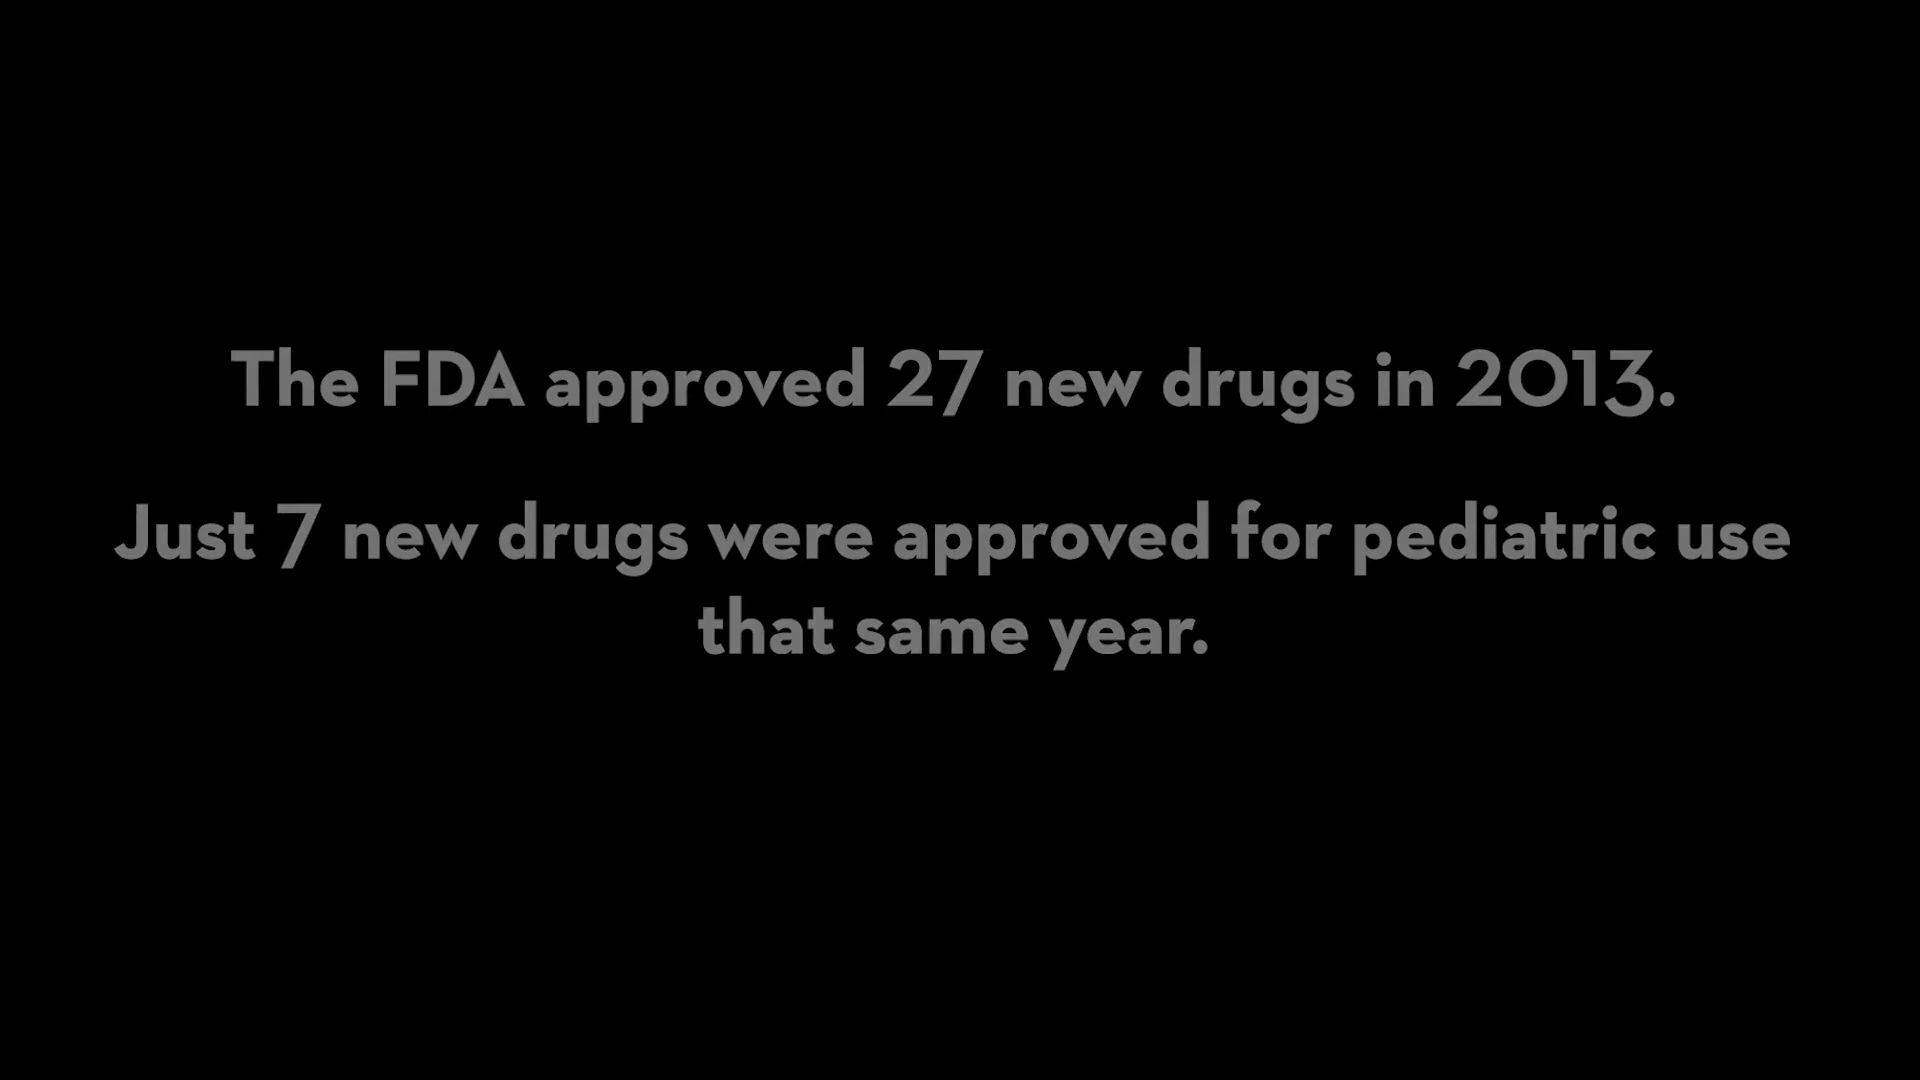 The FDA approved 27 new drugs in 2013.
Just 7 new drugs were approved for pediatric use
that same year.